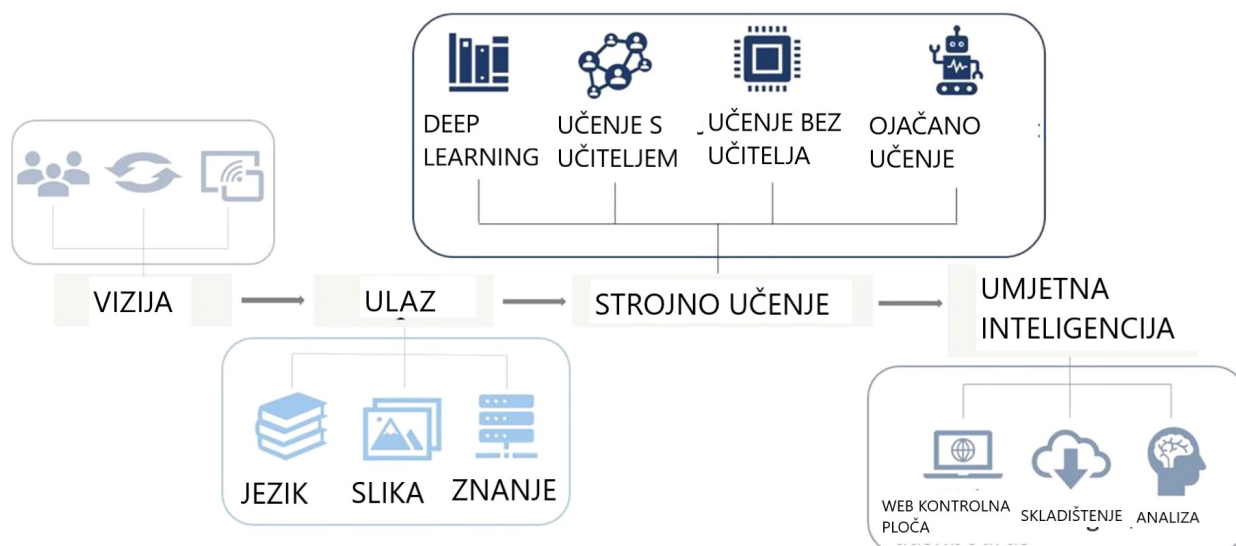 DEEP
LEARNING
UČENJE S
UČITELJEM
UČENJE BEZ
UČITELJA
OJAČANO
UČENJE
VIZIJA
ULAZ
STROJNO UČENJE
UMJETNA
INTELIGENCIJA
JEZIK
SLIKA
ZNANJE
WEB KONTROLNA
PLOČA
SKLADIŠTENJE
ANALIZA